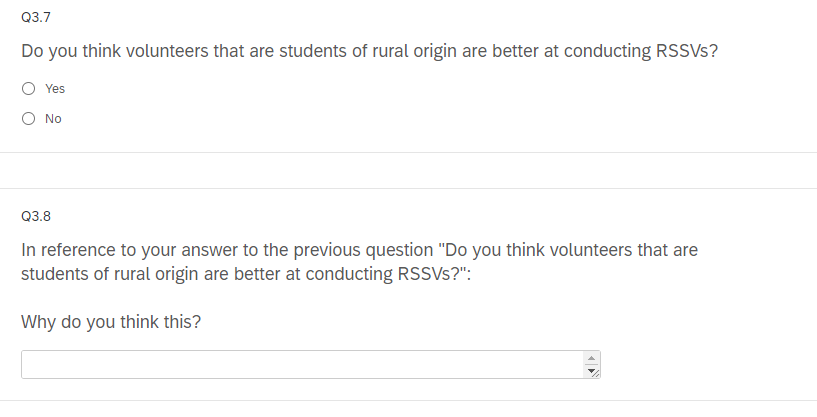 Q3.7
Do you think volunteers that are students of rural origin are better at conducting RSSVs?
Yes
No
Q3.8
In reference to your answer to the previous question "Do you think volunteers that are
students of rural origin are better at conducting RSSVs?":
Why do you think this?